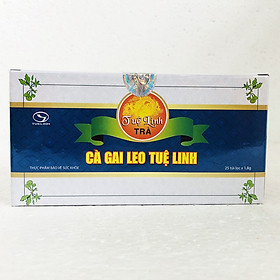 TUELINH
Tuệ Linh
TRÀ
CÀ GAI LEO TUỆ LINH
THỰC PHẨM BẢO VỆ SỨC KHỎE
25 túi lọc x 1,8g